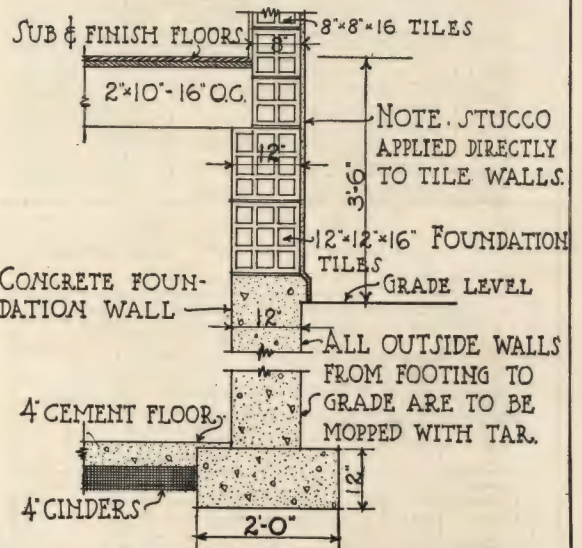 8"×8"×16 TILES
SUB & FINISH FLOORS
8"
2"×10"-16" O.C.
NOTE. STUCCO
APPLIED DIRECTLY
TO TILE WALLS.
12"
3'-6"
12"×12"×16" FOUNDATION
TILES
GRADE LEVEL
CONCRETE FOUN-
DATION WALL
12"
ALL OUTSIDE WALLS
FROM FOOTING TO
GRADE ARE TO BE
MOPPED WITH TAR.
4" CEMENT FLOOR
4" CINDERS
12"
2'-0"